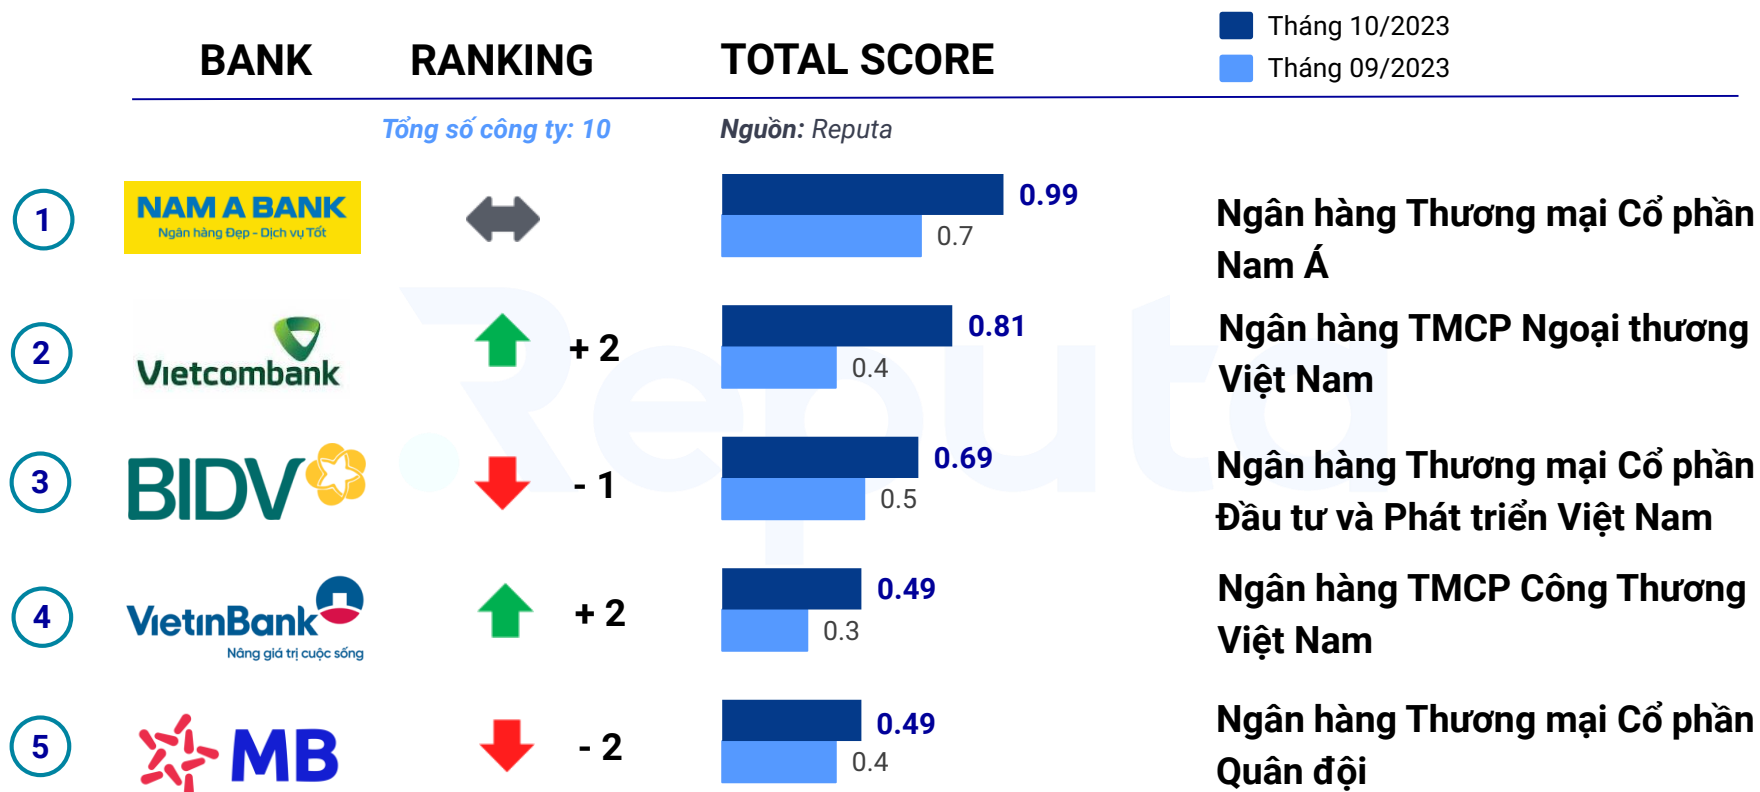 BANK
RANKING
TOTAL SCORE
Tháng 10/2023
Tháng 09/2023
Tổng số công ty: 10
Nguồn: Reputa
1
NAM A BANK
Ngân hàng Đẹp - Dịch vụ Tốt
0.99
0.7
Ngân hàng Thương mại Cổ phần
Nam Á
2
Vietcombank
+ 2
0.81
0.4
Ngân hàng TMCP Ngoại thương
Việt Nam
3
BIDV
- 1
0.69
0.5
Ngân hàng Thương mại Cổ phần
Đầu tư và Phát triển Việt Nam
4
VietinBank
Nâng giá trị cuộc sống
+ 2
0.49
0.3
Ngân hàng TMCP Công Thương
Việt Nam
5
MB
- 2
0.49
0.4
Ngân hàng Thương mại Cổ phần
Quân đội
Reputa